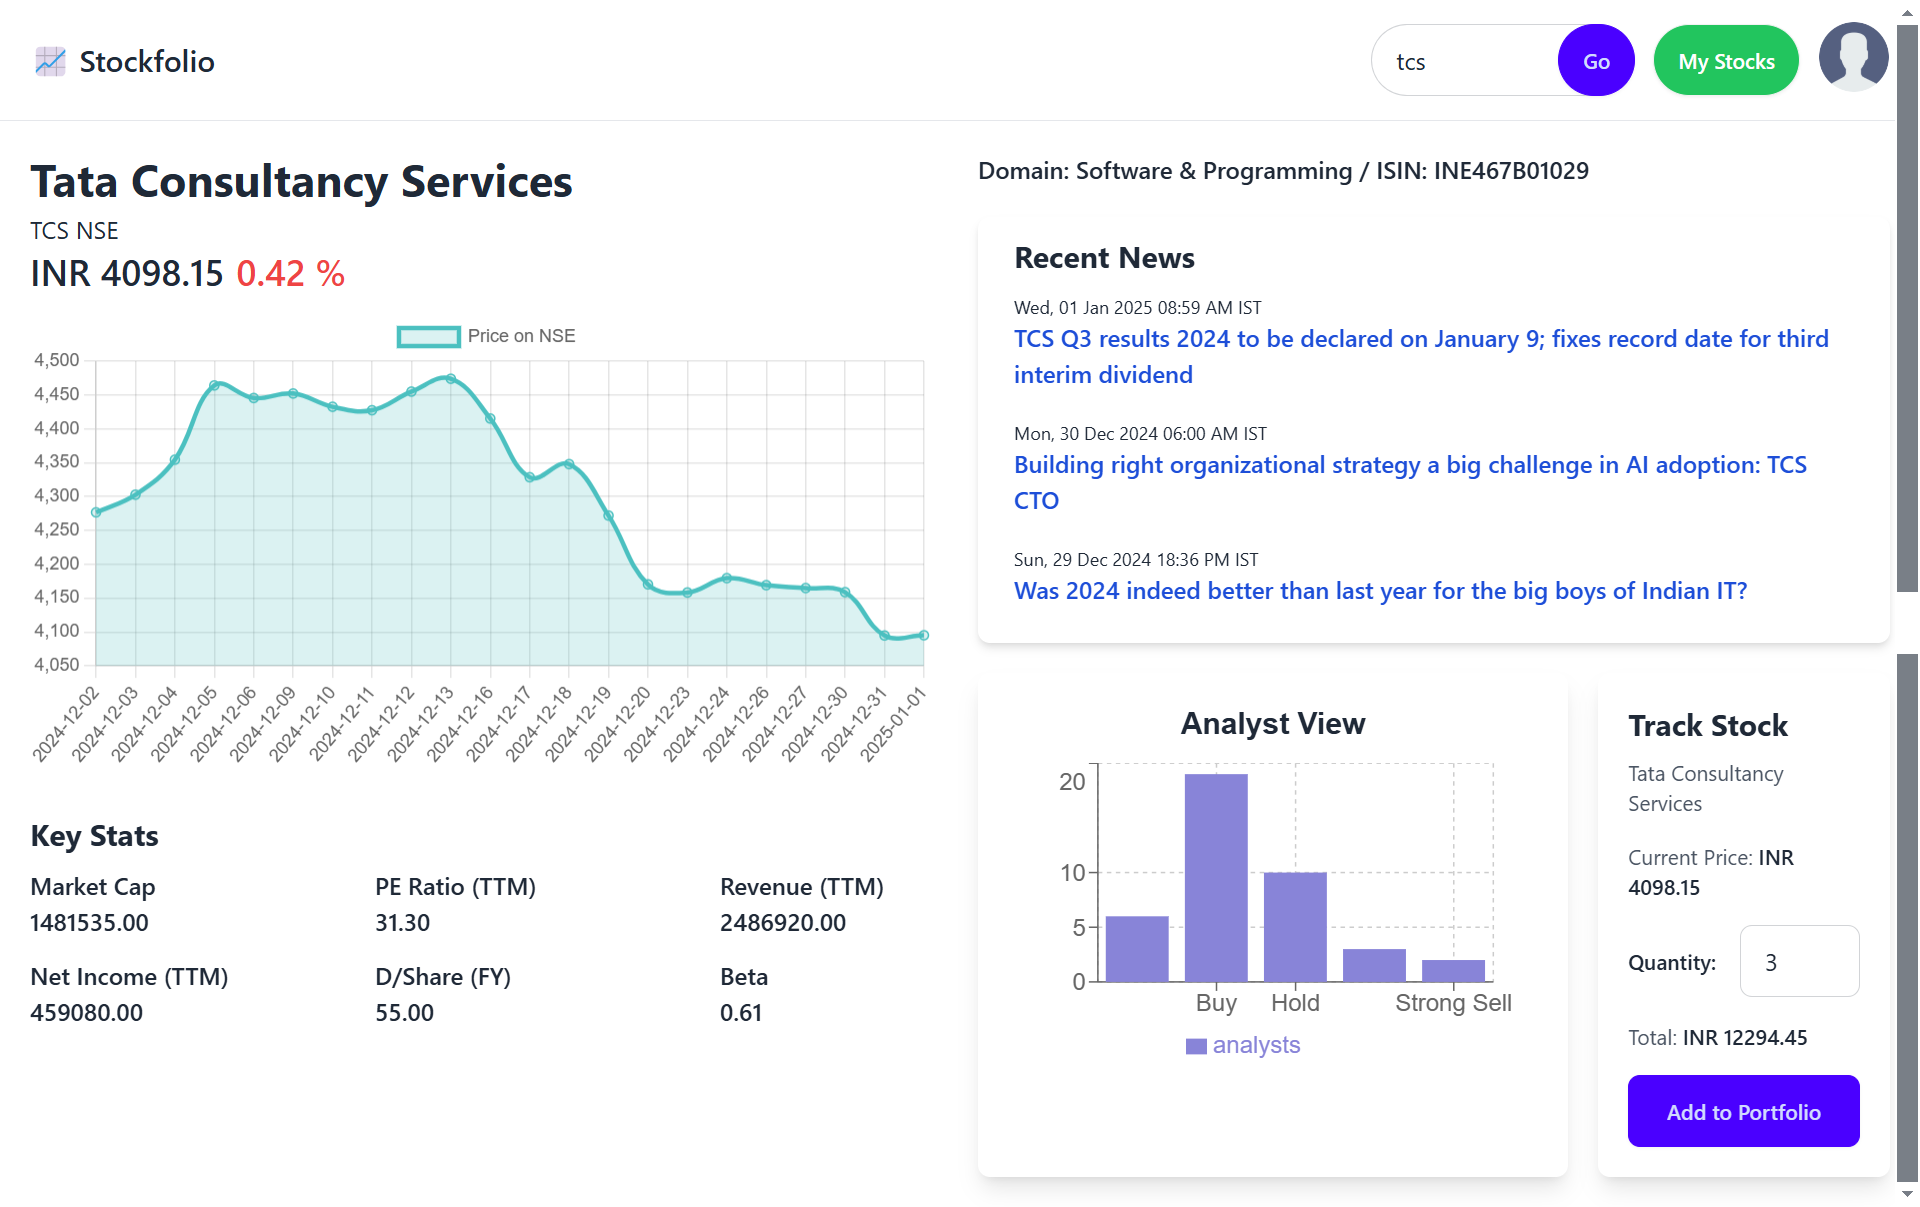 Stockfolio
tcs
Go
My Stocks
Tata Consultancy Services
TCS NSE
INR 4098.15 0.42 %
Price on NSE
4,500
4,450
4,400
4,350
4,300
4,250
4,200
4,150
4,100
4,050
2024-12-02
2024-12-03
2024-12-04
2024-12-05
2024-12-06
2024-12-09
2024-12-10
2024-12-11
2024-12-12
2024-12-13
2024-12-16
2024-12-17
2024-12-18
2024-12-19
2024-12-20
2024-12-23
2024-12-24
2024-12-26
2024-12-27
2024-12-30
2024-12-31
2025-01-01
Key Stats
Market Cap
1481535.00
PE Ratio (TTM)
31.30
Revenue (TTM)
2486920.00
Net Income (TTM)
459080.00
D/Share (FY)
55.00
Beta
0.61
Domain: Software & Programming / ISIN: INE467B01029
Recent News
Wed, 01 Jan 2025 08:59 AM IST
TCS Q3 results 2024 to be declared on January 9; fixes record date for third
interim dividend
Mon, 30 Dec 2024 06:00 AM IST
Building right organizational strategy a big challenge in AI adoption: TCS
CTO
Sun, 29 Dec 2024 18:36 PM IST
Was 2024 indeed better than last year for the big boys of Indian IT?
Analyst View
20
10
5
0
Buy
Hold
Strong Sell
analysts
Track Stock
Tata Consultancy
Services
Current Price: INR
4098.15
Quantity: 3
Total: INR 12294.45
Add to Portfolio